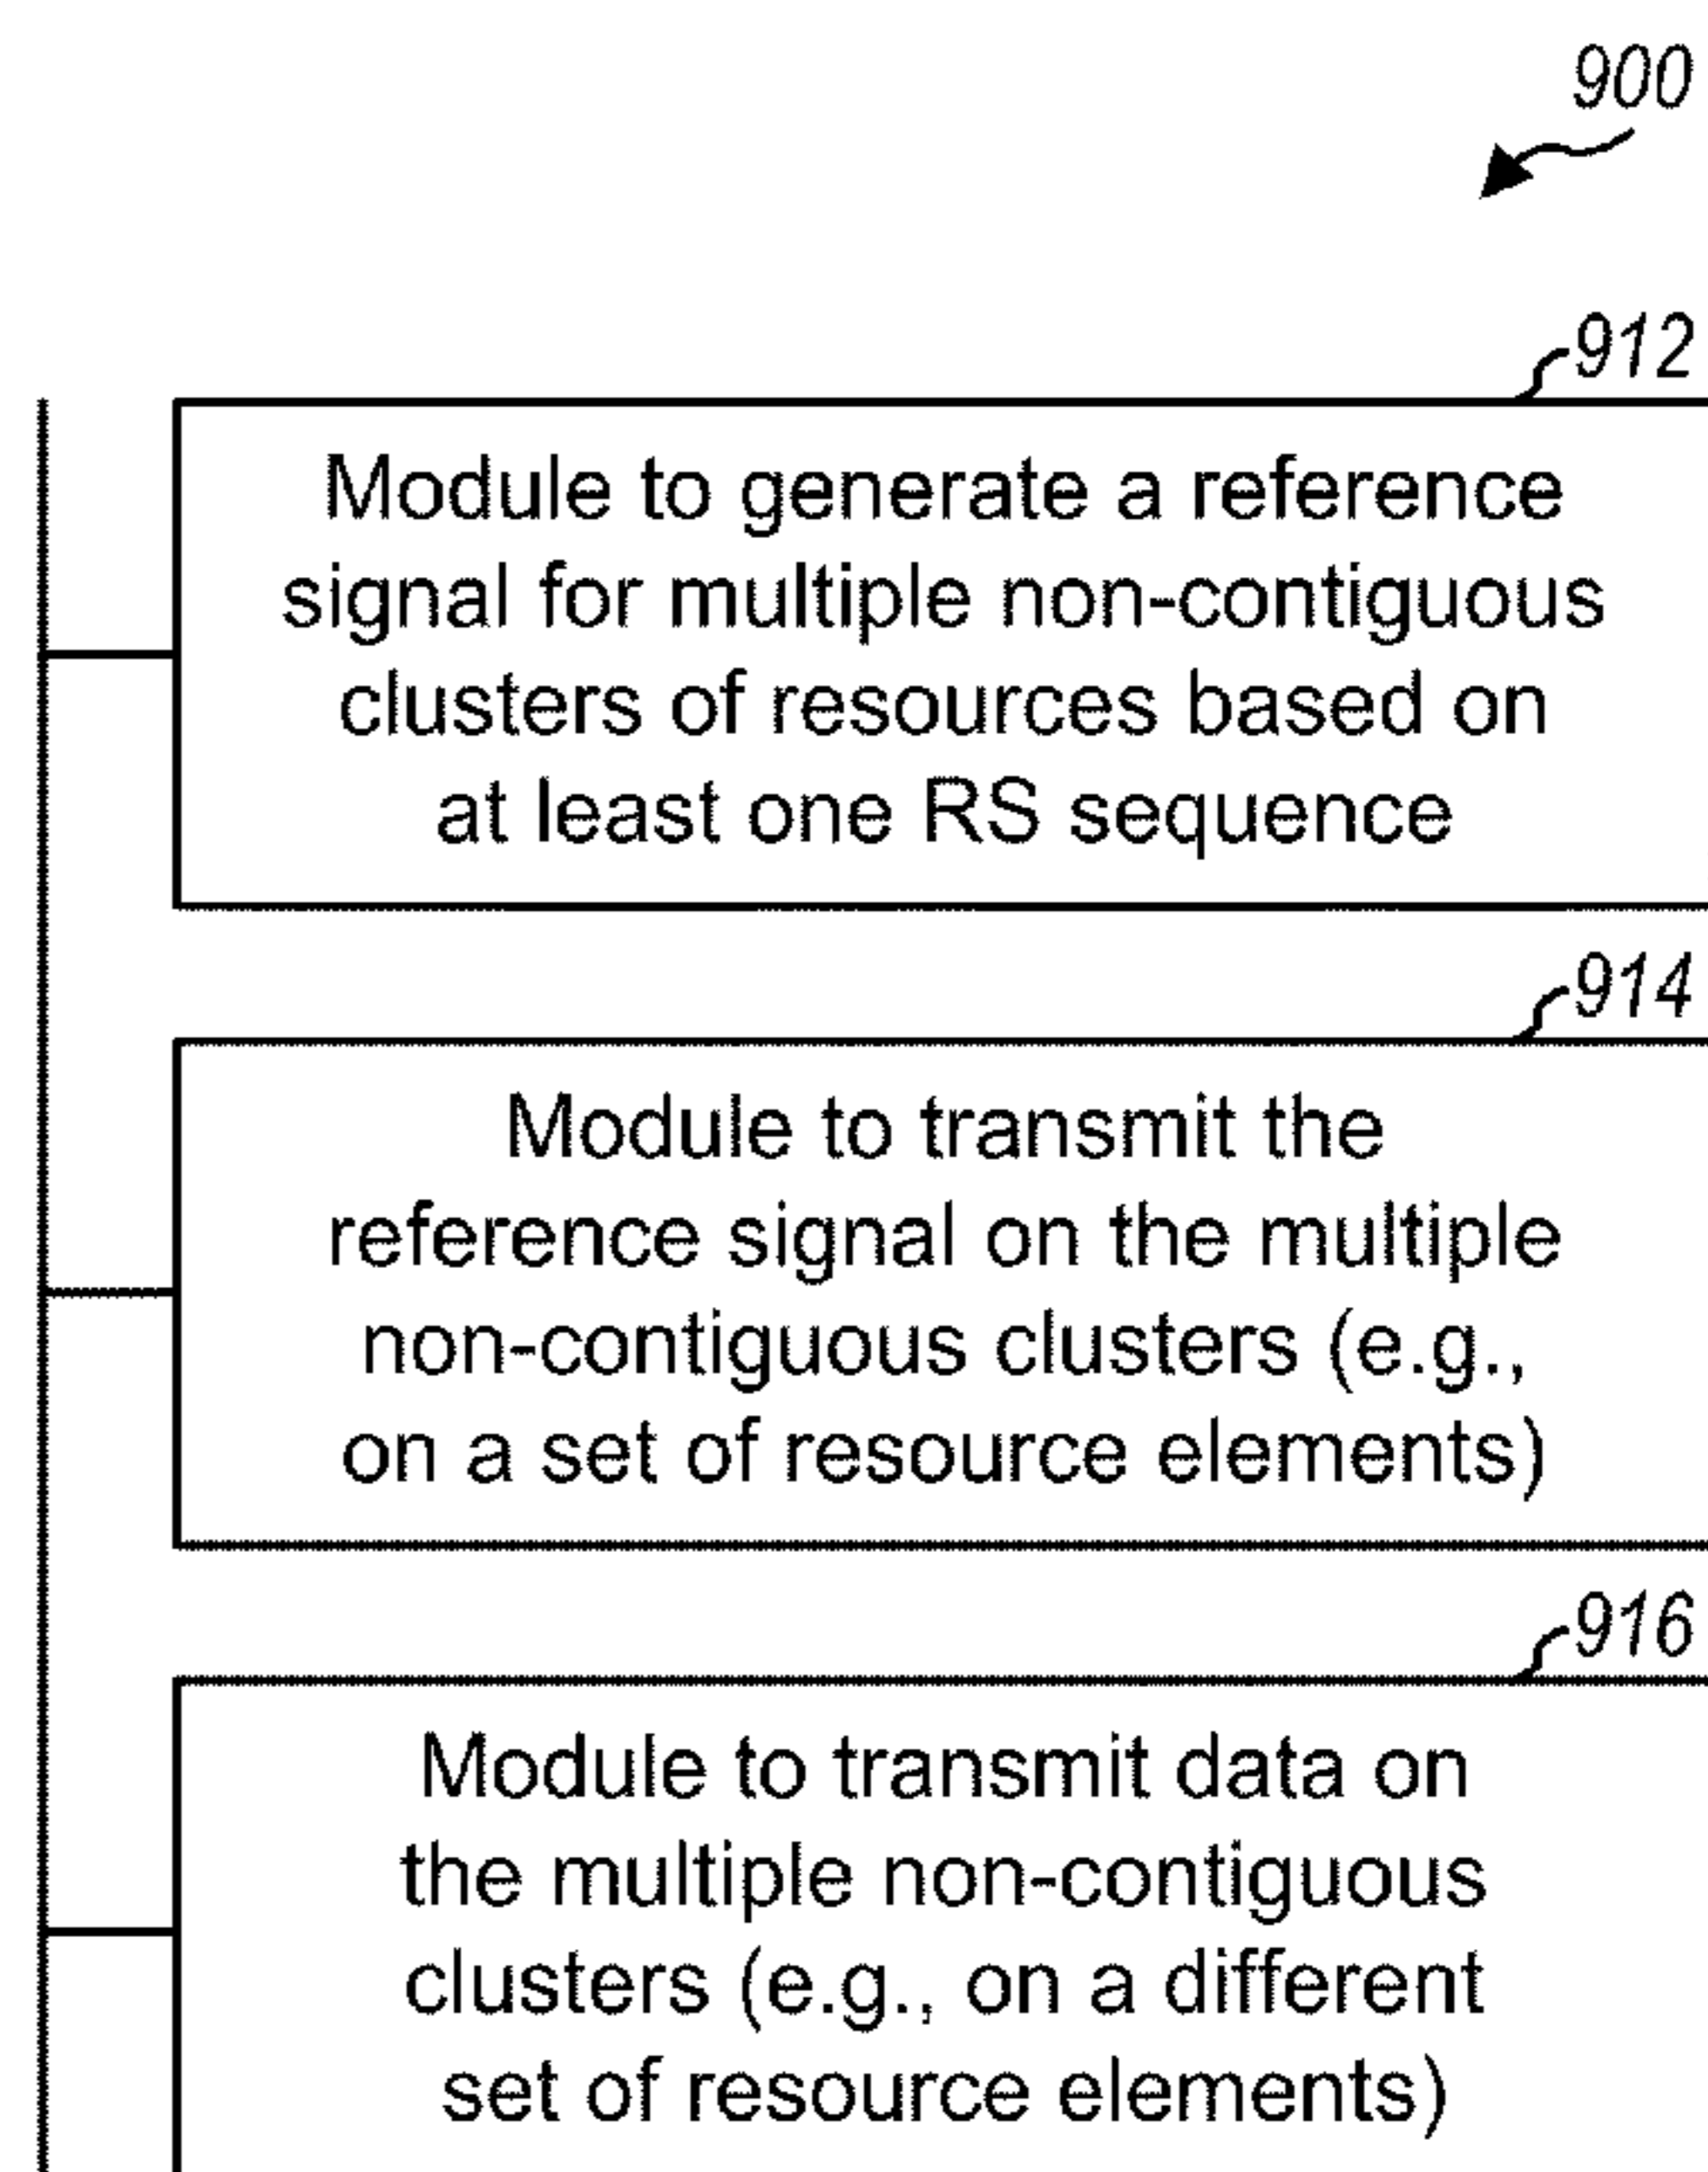 900
912
Module to generate a reference
signal for multiple non-contiguous
clusters of resources based on
at least one RS sequence
914
Module to transmit the
reference signal on the multiple
non-contiguous clusters (e.g.,
on a set of resource elements)
916
Module to transmit data on
the multiple non-contiguous
clusters (e.g., on a different
set of resource elements)